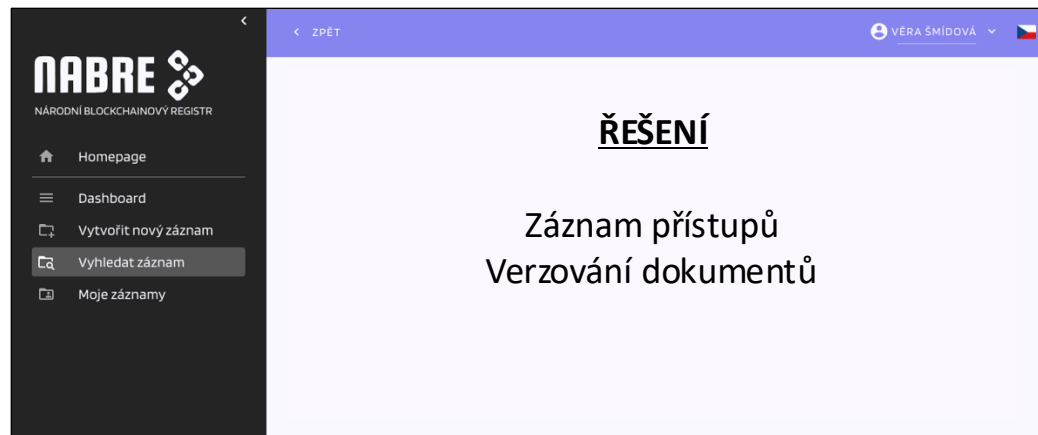 NABRE
NÁRODNÍ BLOCKCHAINOVÝ REGISTR
Homepage
Dashboard
Vytvořit nový záznam
Vyhledat záznam
Moje záznamy
ZPĚT
VĚRA ŠMÍDOVÁ
ŘEŠENÍ
Záznam přístupů
Verzování dokumentů